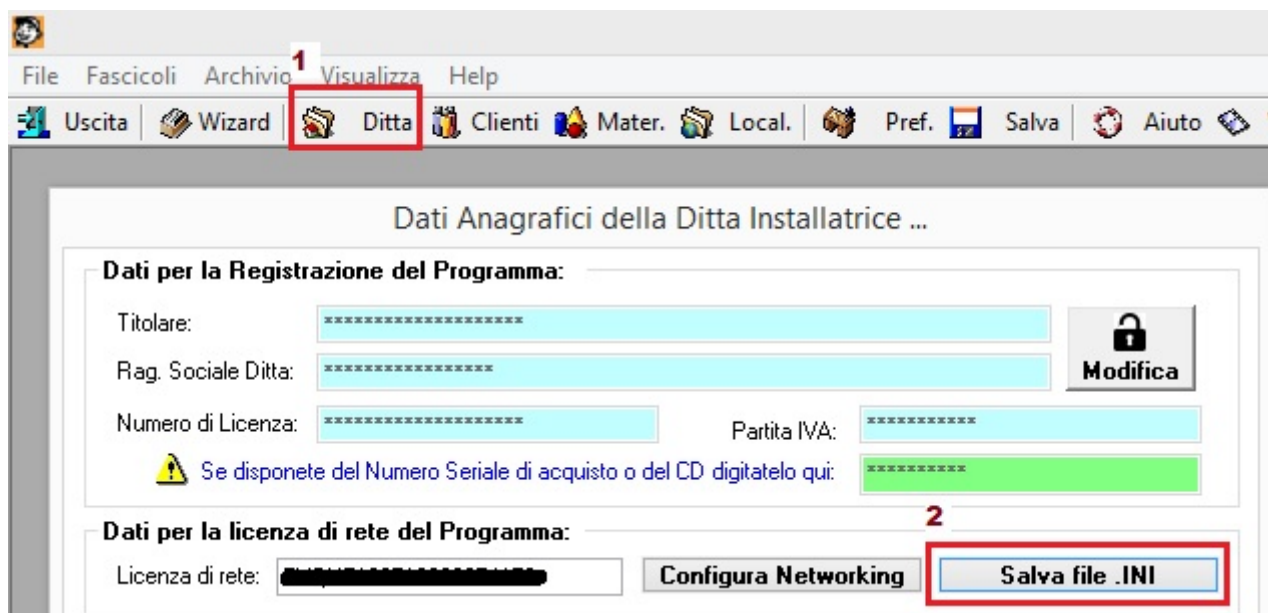 1
File Fascicoli Archivio Visualizza Help
Uscita Wizard Ditta Clienti Mater. Local. Pref. Salva Aiuto
Dati Anagrafici della Ditta Installatrice ...
Dati per la Registrazione del Programma:
Titolare: ********************
Modifica
Rag. Sociale Ditta: *****************
Numero di Licenza: ******************** Partita IVA: ***********
Se disponete del Numero Seriale di acquisto o del CD digitatelo qui: **********
2
Dati per la licenza di rete del Programma:
Licenza di rete: Configura Networking Salva file .INI